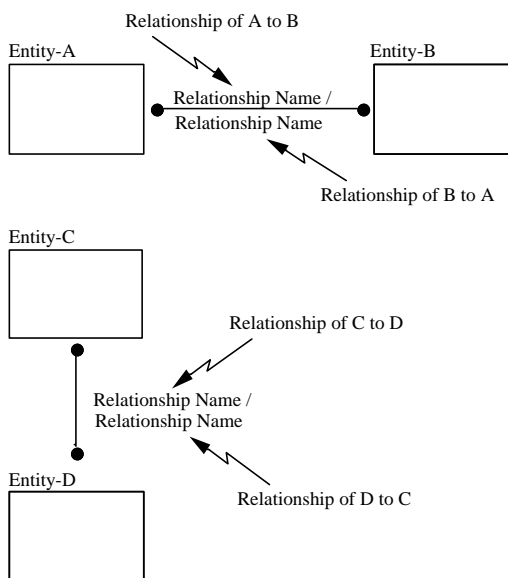 Relationship of A to B
Entity-A
Entity-B
Relationship Name /
Relationship Name
Relationship of B to A
Entity-C
Relationship of C to D
Relationship Name /
Relationship Name
Entity-D
Relationship of D to C